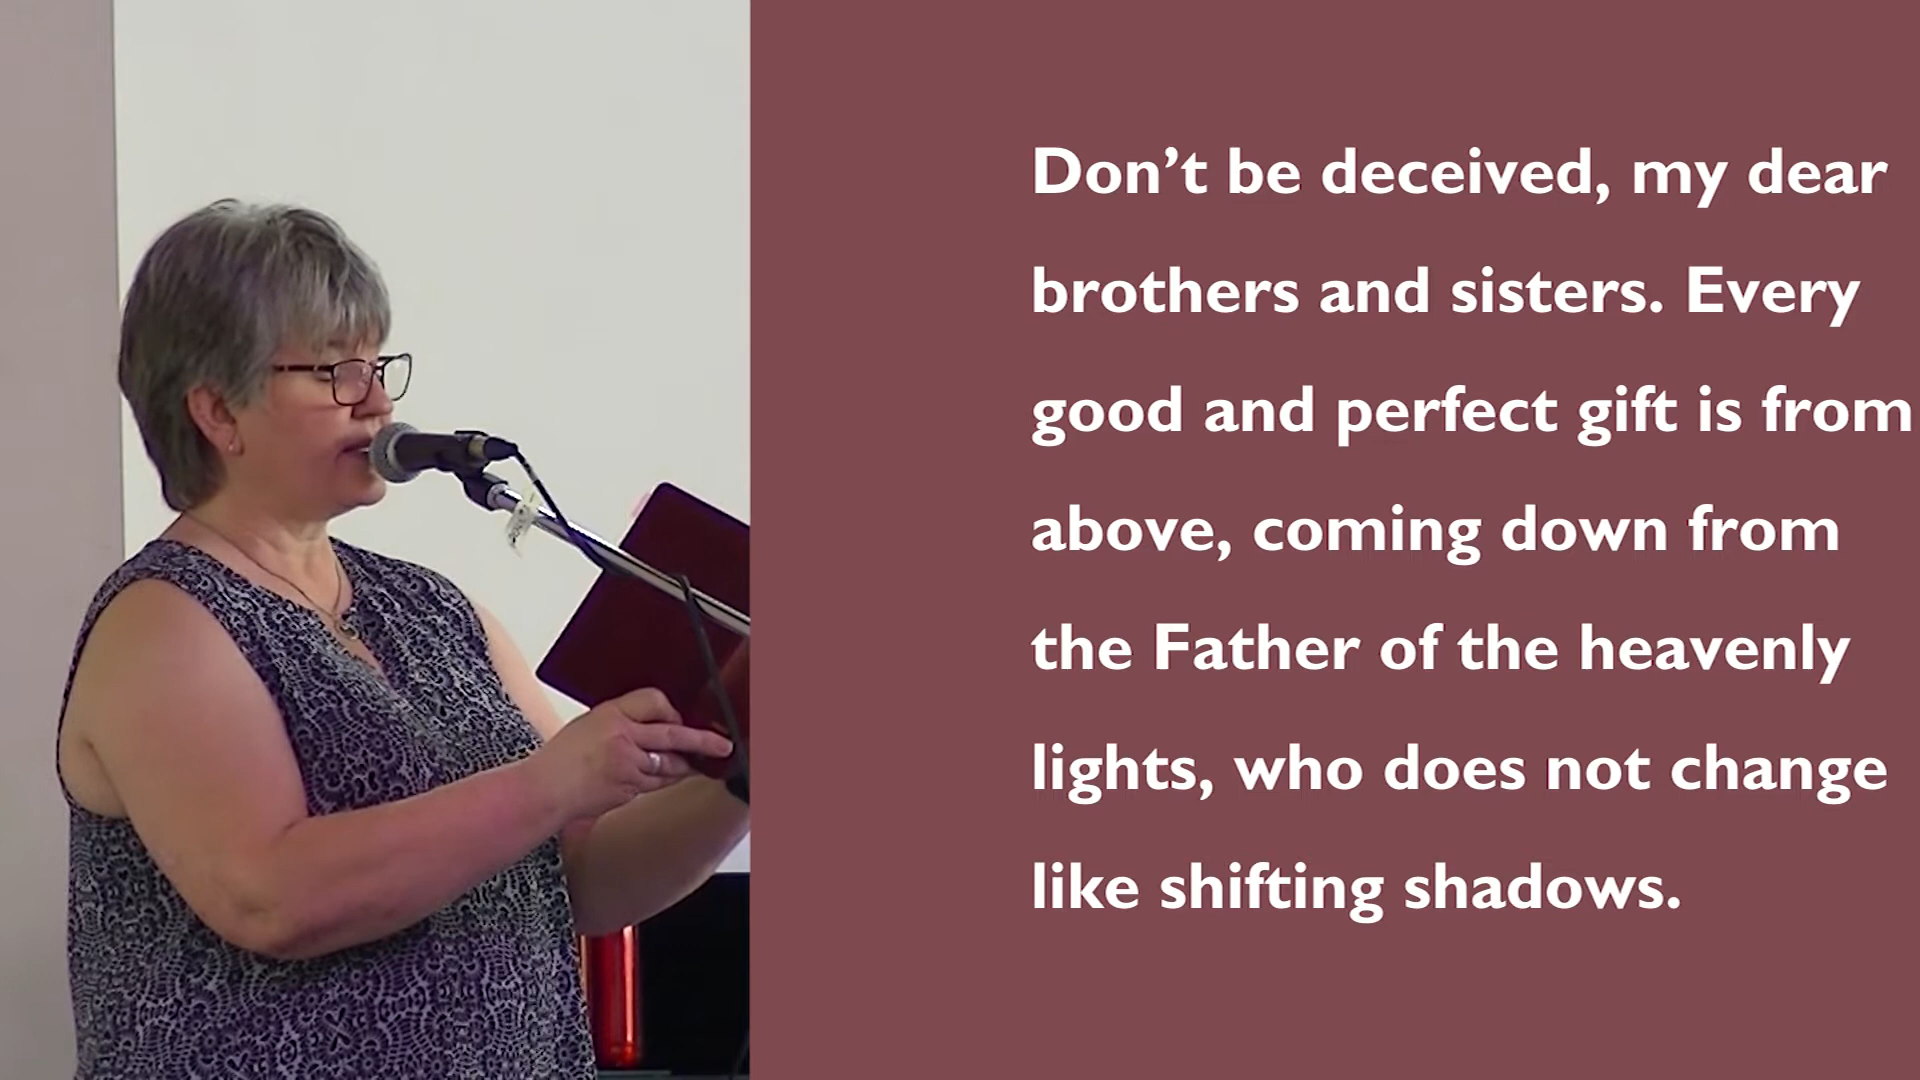 Don’t be deceived, my dear
brothers and sisters. Every
good and perfect gift is from
above, coming down from
the Father of the heavenly
lights, who does not change
like shifting shadows.